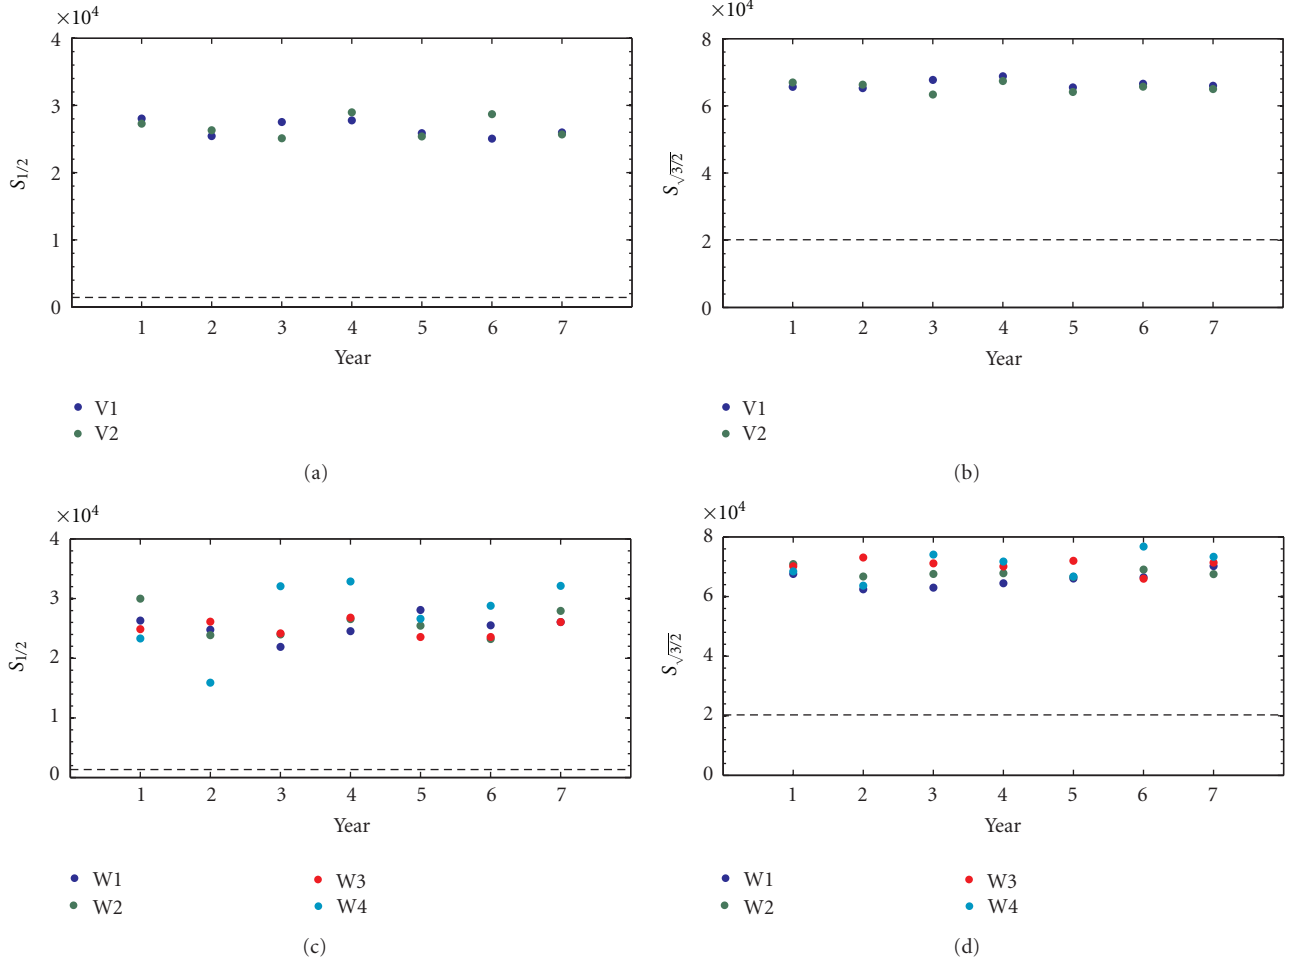 ×10⁴
4
3
2
1
0
S1/2
1 2 3 4 5 6 7
Year
V1
V2
(a)
×10⁴
8
6
4
2
0
S√3/2
1 2 3 4 5 6 7
Year
V1
V2
(b)
×10⁴
4
3
2
1
0
S1/2
1 2 3 4 5 6 7
Year
W1 W3
W2 W4
(c)
×10⁴
8
6
4
2
0
S√3/2
1 2 3 4 5 6 7
Year
W1 W3
W2 W4
(d)